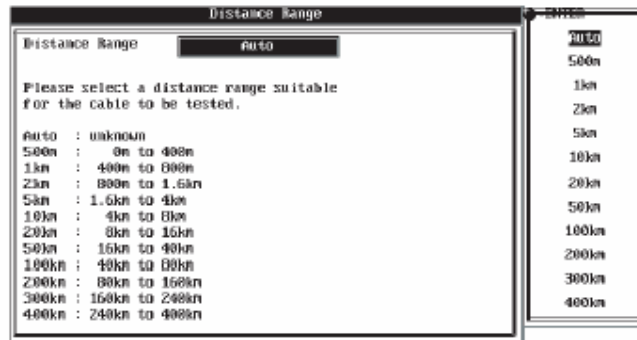 Distance Range
Distance Range Auto
Please select a distance range suitable
for the cable to be tested.
Auto : unknown
500m : 0m to 400m
1km : 400m to 800m
2km : 800m to 1.6km
5km : 1.6km to 4km
10km : 4km to 8km
20km : 8km to 16km
50km : 16km to 40km
100km : 40km to 80km
200km : 80km to 160km
300km : 160km to 240km
400km : 240km to 400km
ENTER
Auto
500m
1km
2km
5km
10km
20km
50km
100km
200km
300km
400km